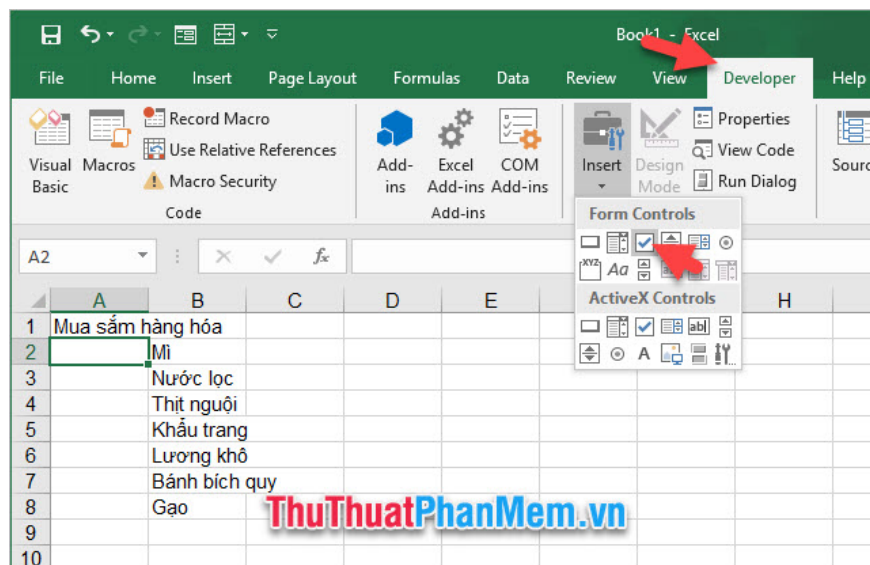 Book1 - Excel
File Home Insert Page Layout Formulas Data Review View Developer Help
Visual Basic
Macros
Record Macro
Use Relative References
Macro Security
Code
Add-ins
Excel Add-ins
COM Add-ins
Add-ins
Insert
Design Mode
Properties
View Code
Run Dialog
Form Controls
XYZ
Aa
ActiveX Controls
ab|
A
A2
fx
A B C D E H
1 Mua sắm hàng hóa
2 Mì
3 Nước lọc
4 Thịt nguội
5 Khẩu trang
6 Lương khô
7 Bánh bích quy
8 Gạo
9
10
ThuThuatPhanMem.vn